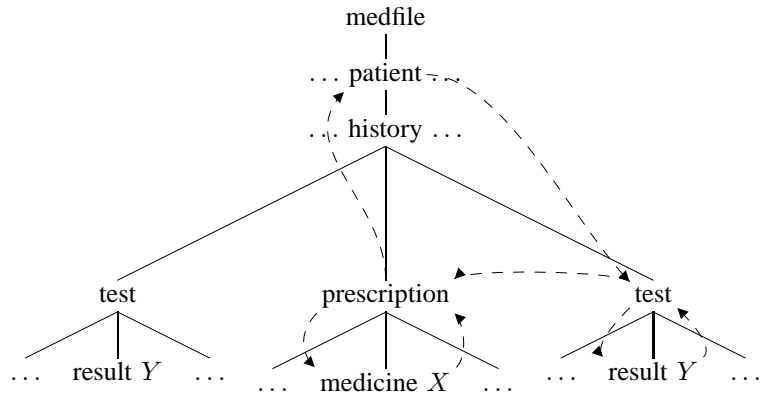 medfile
... patient ...
... history ...
test prescription test
... result Y ... ... medicine X ... ... result Y ...